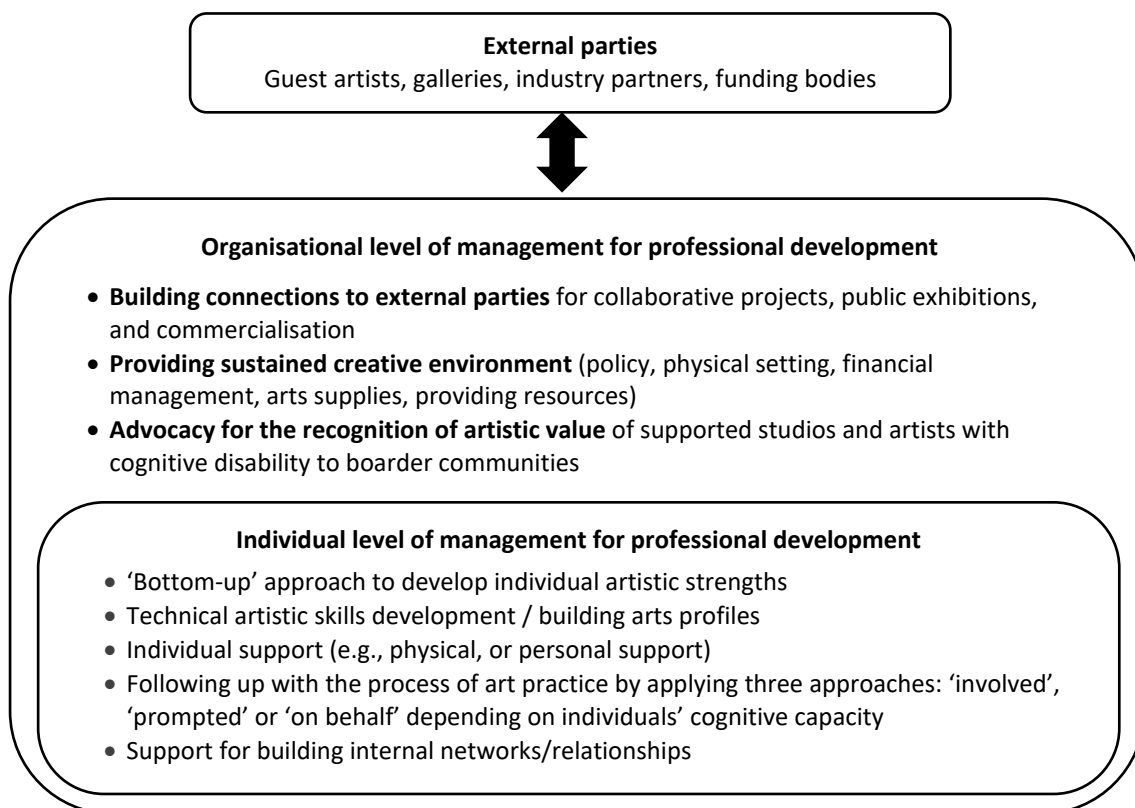 External parties
Guest artists, galleries, industry partners, funding bodies
Organisational level of management for professional development
• Building connections to external parties for collaborative projects, public exhibitions,
and commercialisation
• Providing sustained creative environment (policy, physical setting, financial
management, arts supplies, providing resources)
• Advocacy for the recognition of artistic value of supported studios and artists with
cognitive disability to boarder communities
Individual level of management for professional development
• ‘Bottom-up’ approach to develop individual artistic strengths
• Technical artistic skills development / building arts profiles
• Individual support (e.g., physical, or personal support)
• Following up with the process of art practice by applying three approaches: ‘involved’,
‘prompted’ or ‘on behalf’ depending on individuals’ cognitive capacity
• Support for building internal networks/relationships